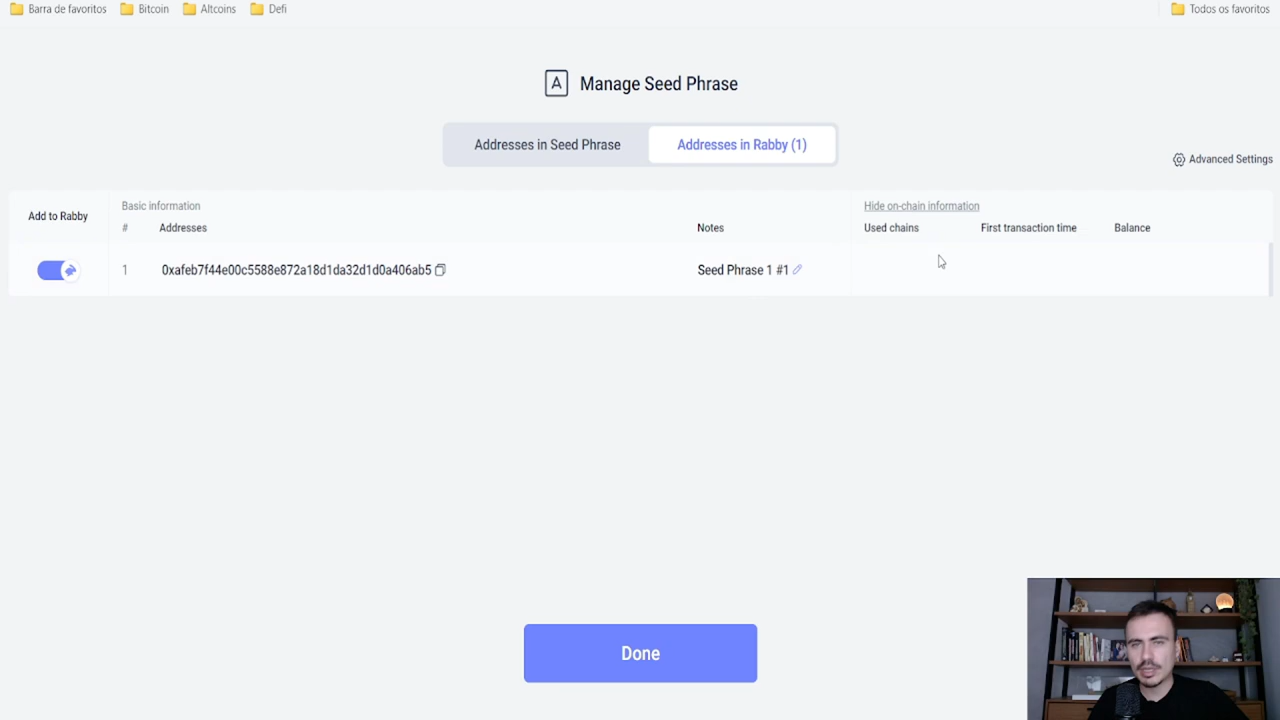 Barra de favoritos Bitcoin Altcoins Defi Todos os favoritos
A Manage Seed Phrase
Addresses in Seed Phrase Addresses in Rabby (1)
Advanced Settings
Add to Rabby Basic information Hide on-chain information
# Addresses Notes Used chains First transaction time Balance
1 0xafeb7f44e00c5588e872a18d1da32d1d0a406ab5 Seed Phrase 1 #1
Done